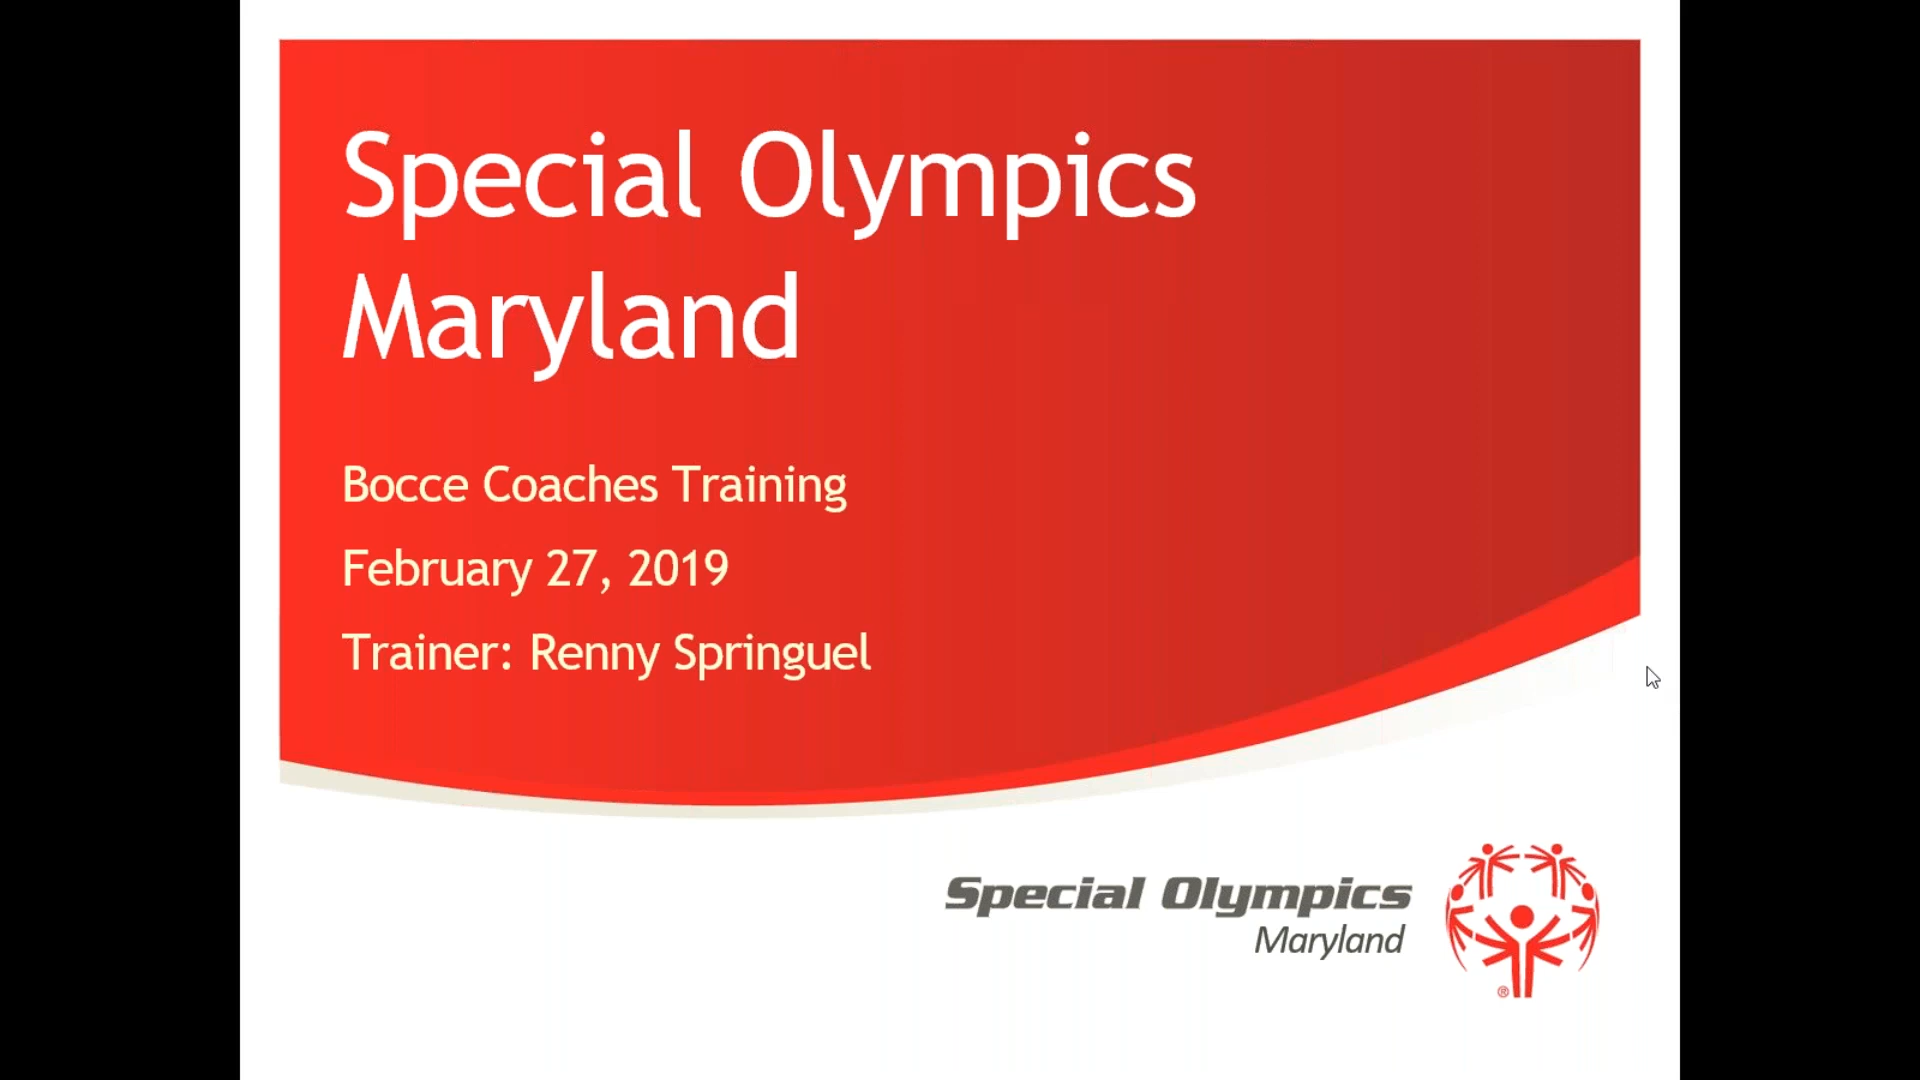 Special Olympics
Maryland
Bocce Coaches Training
February 27, 2019
Trainer: Renny Springuel
Special Olympics
Maryland
®